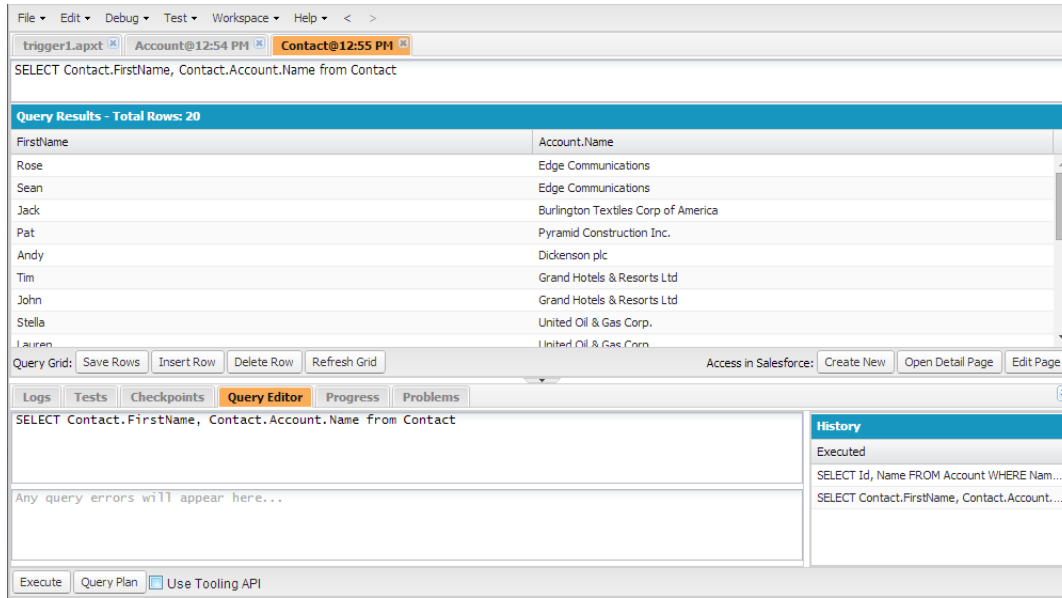 File Edit Debug Test Workspace Help < >
trigger1.apxt Account@12:54 PM Contact@12:55 PM
SELECT Contact.FirstName, Contact.Account.Name from Contact
Query Results - Total Rows: 20
FirstName Account.Name
Rose Edge Communications
Sean Edge Communications
Jack Burlington Textiles Corp of America
Pat Pyramid Construction Inc.
Andy Dickenson plc
Tim Grand Hotels & Resorts Ltd
John Grand Hotels & Resorts Ltd
Stella United Oil & Gas Corp.
Lauren United Oil & Gas Corp.
Query Grid: Save Rows Insert Row Delete Row Refresh Grid Access in Salesforce: Create New Open Detail Page Edit Page
Logs Tests Checkpoints Query Editor Progress Problems
SELECT Contact.FirstName, Contact.Account.Name from Contact
History
Executed
SELECT Id, Name FROM Account WHERE Nam...
SELECT Contact.FirstName, Contact.Account....
Any query errors will appear here...
Execute Query Plan Use Tooling API